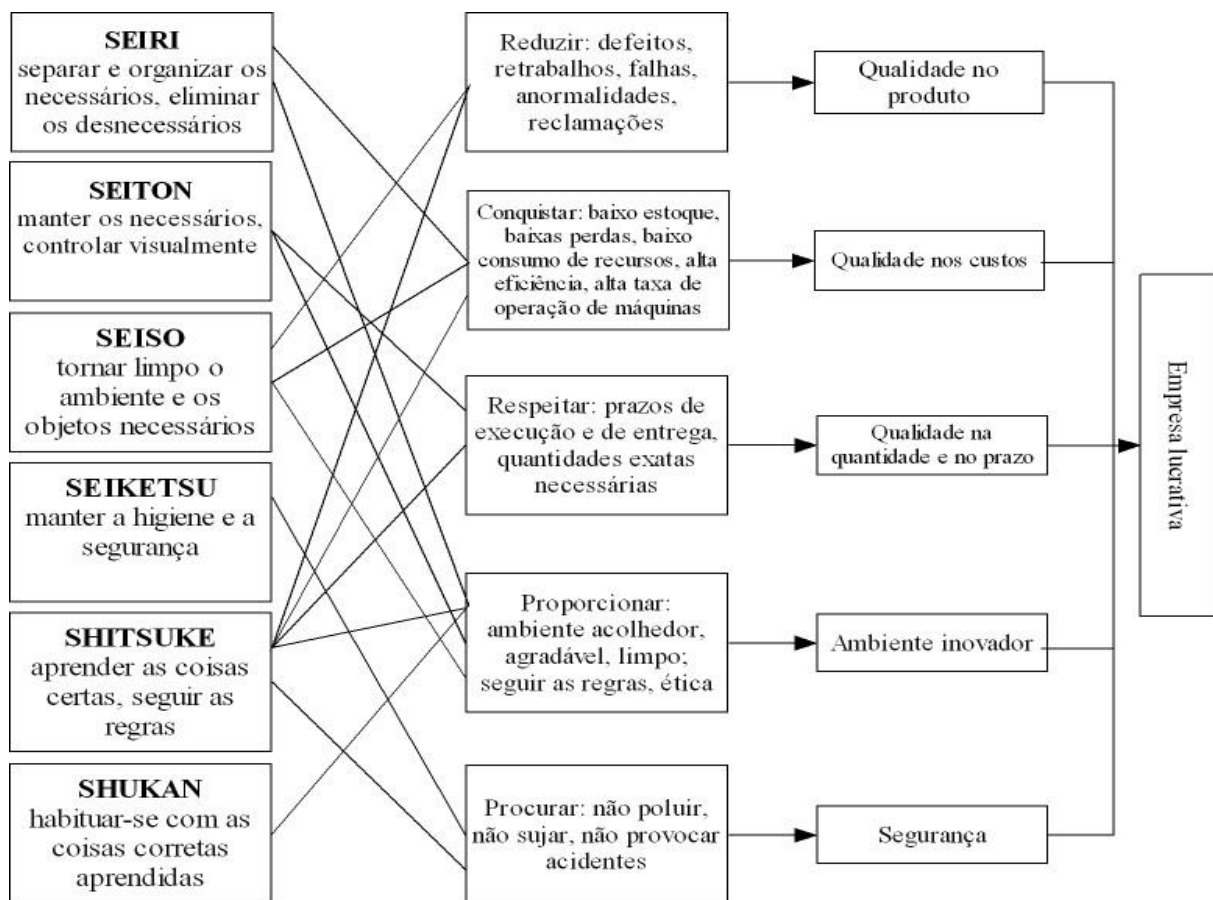 SEIRI
separar e organizar os
necessários, eliminar
os desnecessários
SEITON
manter os necessários,
controlar visualmente
SEISO
tornar limpo o
ambiente e os
objetos necessários
SEIKETSU
manter a higiene e a
segurança
SHITSUKE
aprender as coisas
certas, seguir as
regras
SHUKAN
habituar-se com as
coisas corretas
aprendidas
Reduzir: defeitos,
retrabalhos, falhas,
anormalidades,
reclamações
Conquistar: baixo estoque,
baixas perdas, baixo
consumo de recursos, alta
eficiência, alta taxa de
operação de máquinas
Respeitar: prazos de
execução e de entrega,
quantidades exatas
necessárias
Proporcionar:
ambiente acolhedor,
agradável, limpo;
seguir as regras, ética
Procurar: não poluir,
não sujar, não provocar
acidentes
Qualidade no
produto
Qualidade nos custos
Qualidade na
quantidade e no prazo
Ambiente inovador
Segurança
Empresa lucrativa